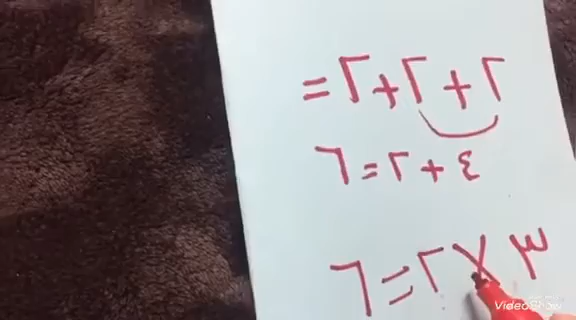 ٢ + ٢ + ٢ =
٤ + ٢ = ٦
٣ × ٢ = ٦
VideoShow